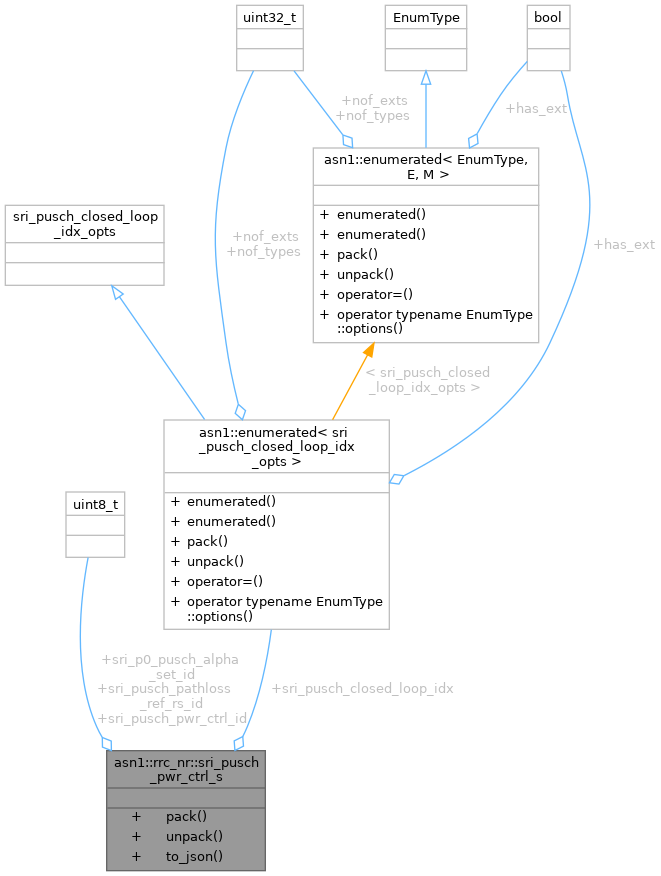 uint32_t
EnumType
bool
+nof_exts
+nof_types
+has_ext
asn1::enumerated< EnumType,
E, M >
+ enumerated()
+ enumerated()
+ pack()
+ unpack()
+ operator=()
+ operator typename EnumType
::options()
sri_pusch_closed_loop
_idx_opts
+nof_exts
+nof_types
+has_ext
< sri_pusch_closed
_loop_idx_opts >
asn1::enumerated< sri
_pusch_closed_loop_idx
_opts >
+ enumerated()
+ enumerated()
+ pack()
+ unpack()
+ operator=()
+ operator typename EnumType
::options()
uint8_t
+sri_p0_pusch_alpha
_set_id
+sri_pusch_pathloss
_ref_rs_id
+sri_pusch_pwr_ctrl_id
+sri_pusch_closed_loop_idx
asn1::rrc_nr::sri_pusch
_pwr_ctrl_s
+ pack()
+ unpack()
+ to_json()